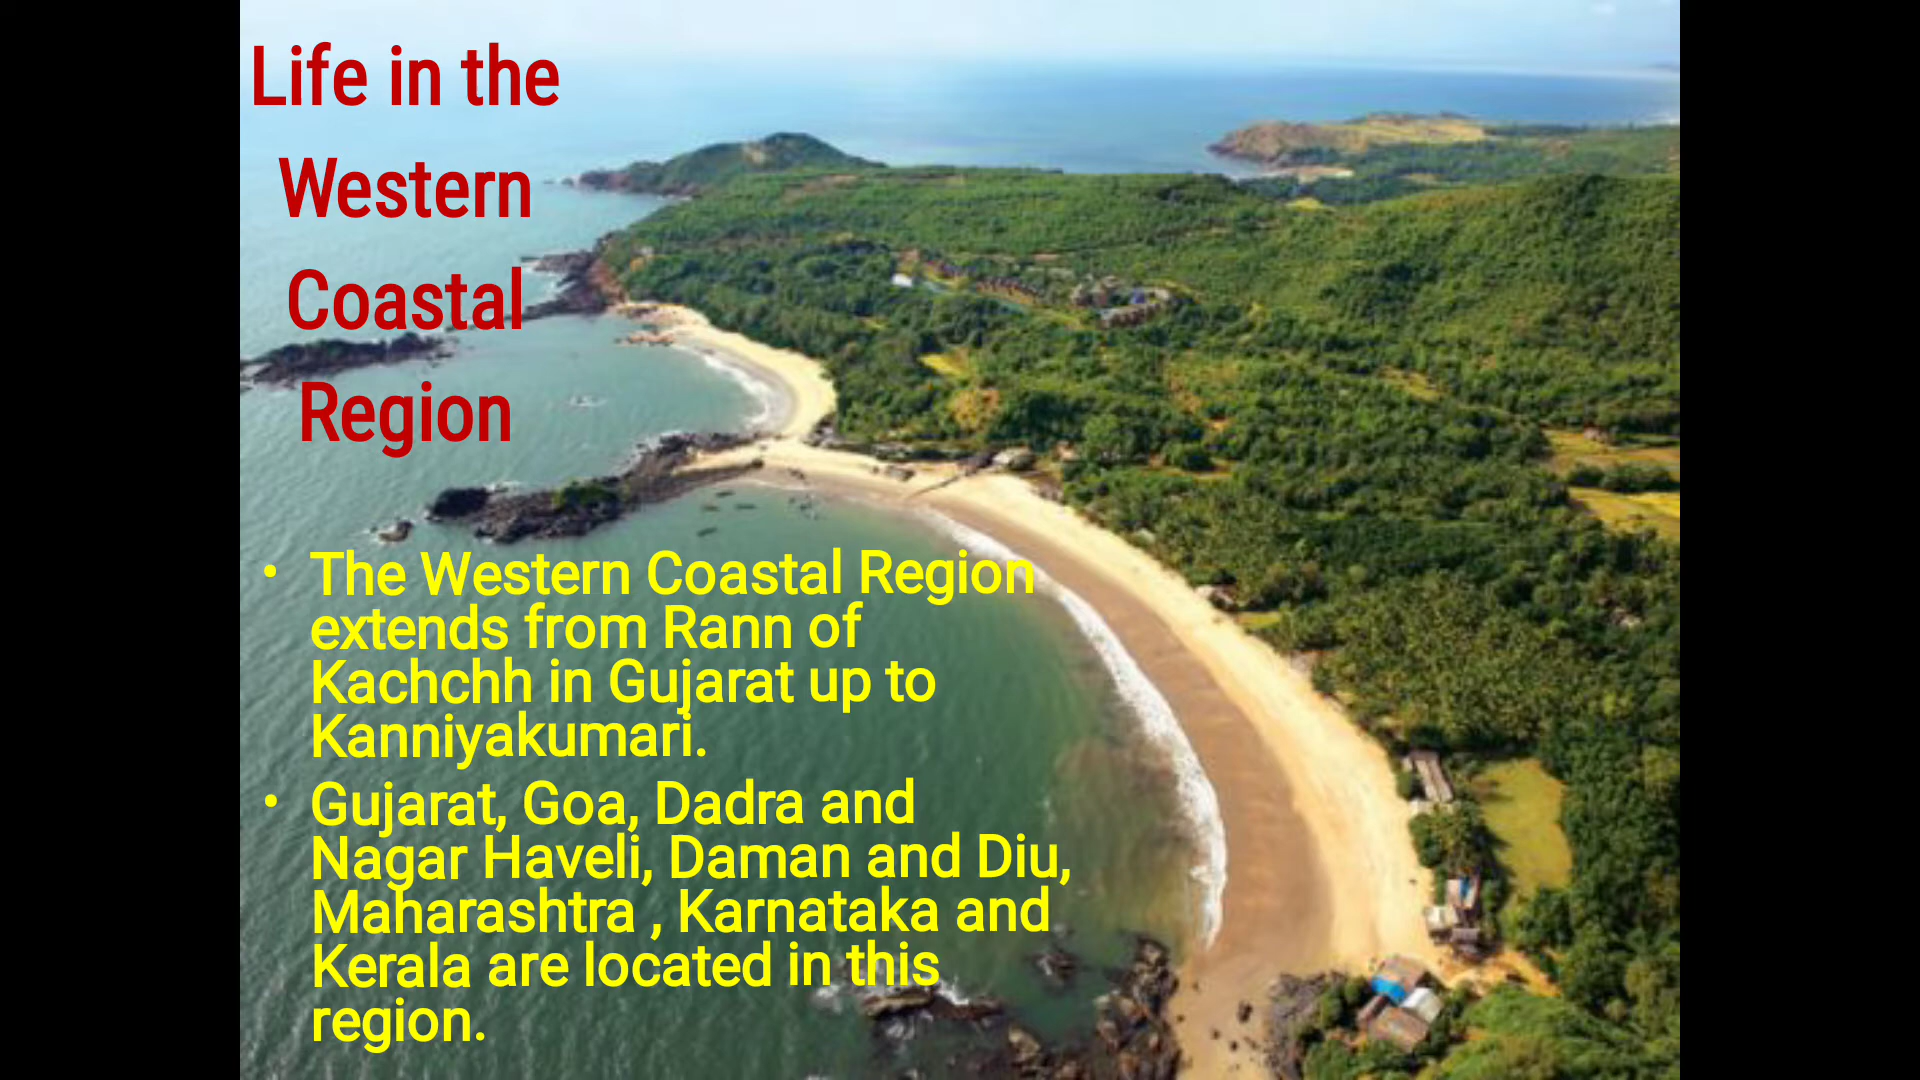 Life in the
Western
Coastal
Region
• The Western Coastal Region
extends from Rann of
Kachchh in Gujarat up to
Kanniyakumari.
• Gujarat, Goa, Dadra and
Nagar Haveli, Daman and Diu,
Maharashtra , Karnataka and
Kerala are located in this
region.